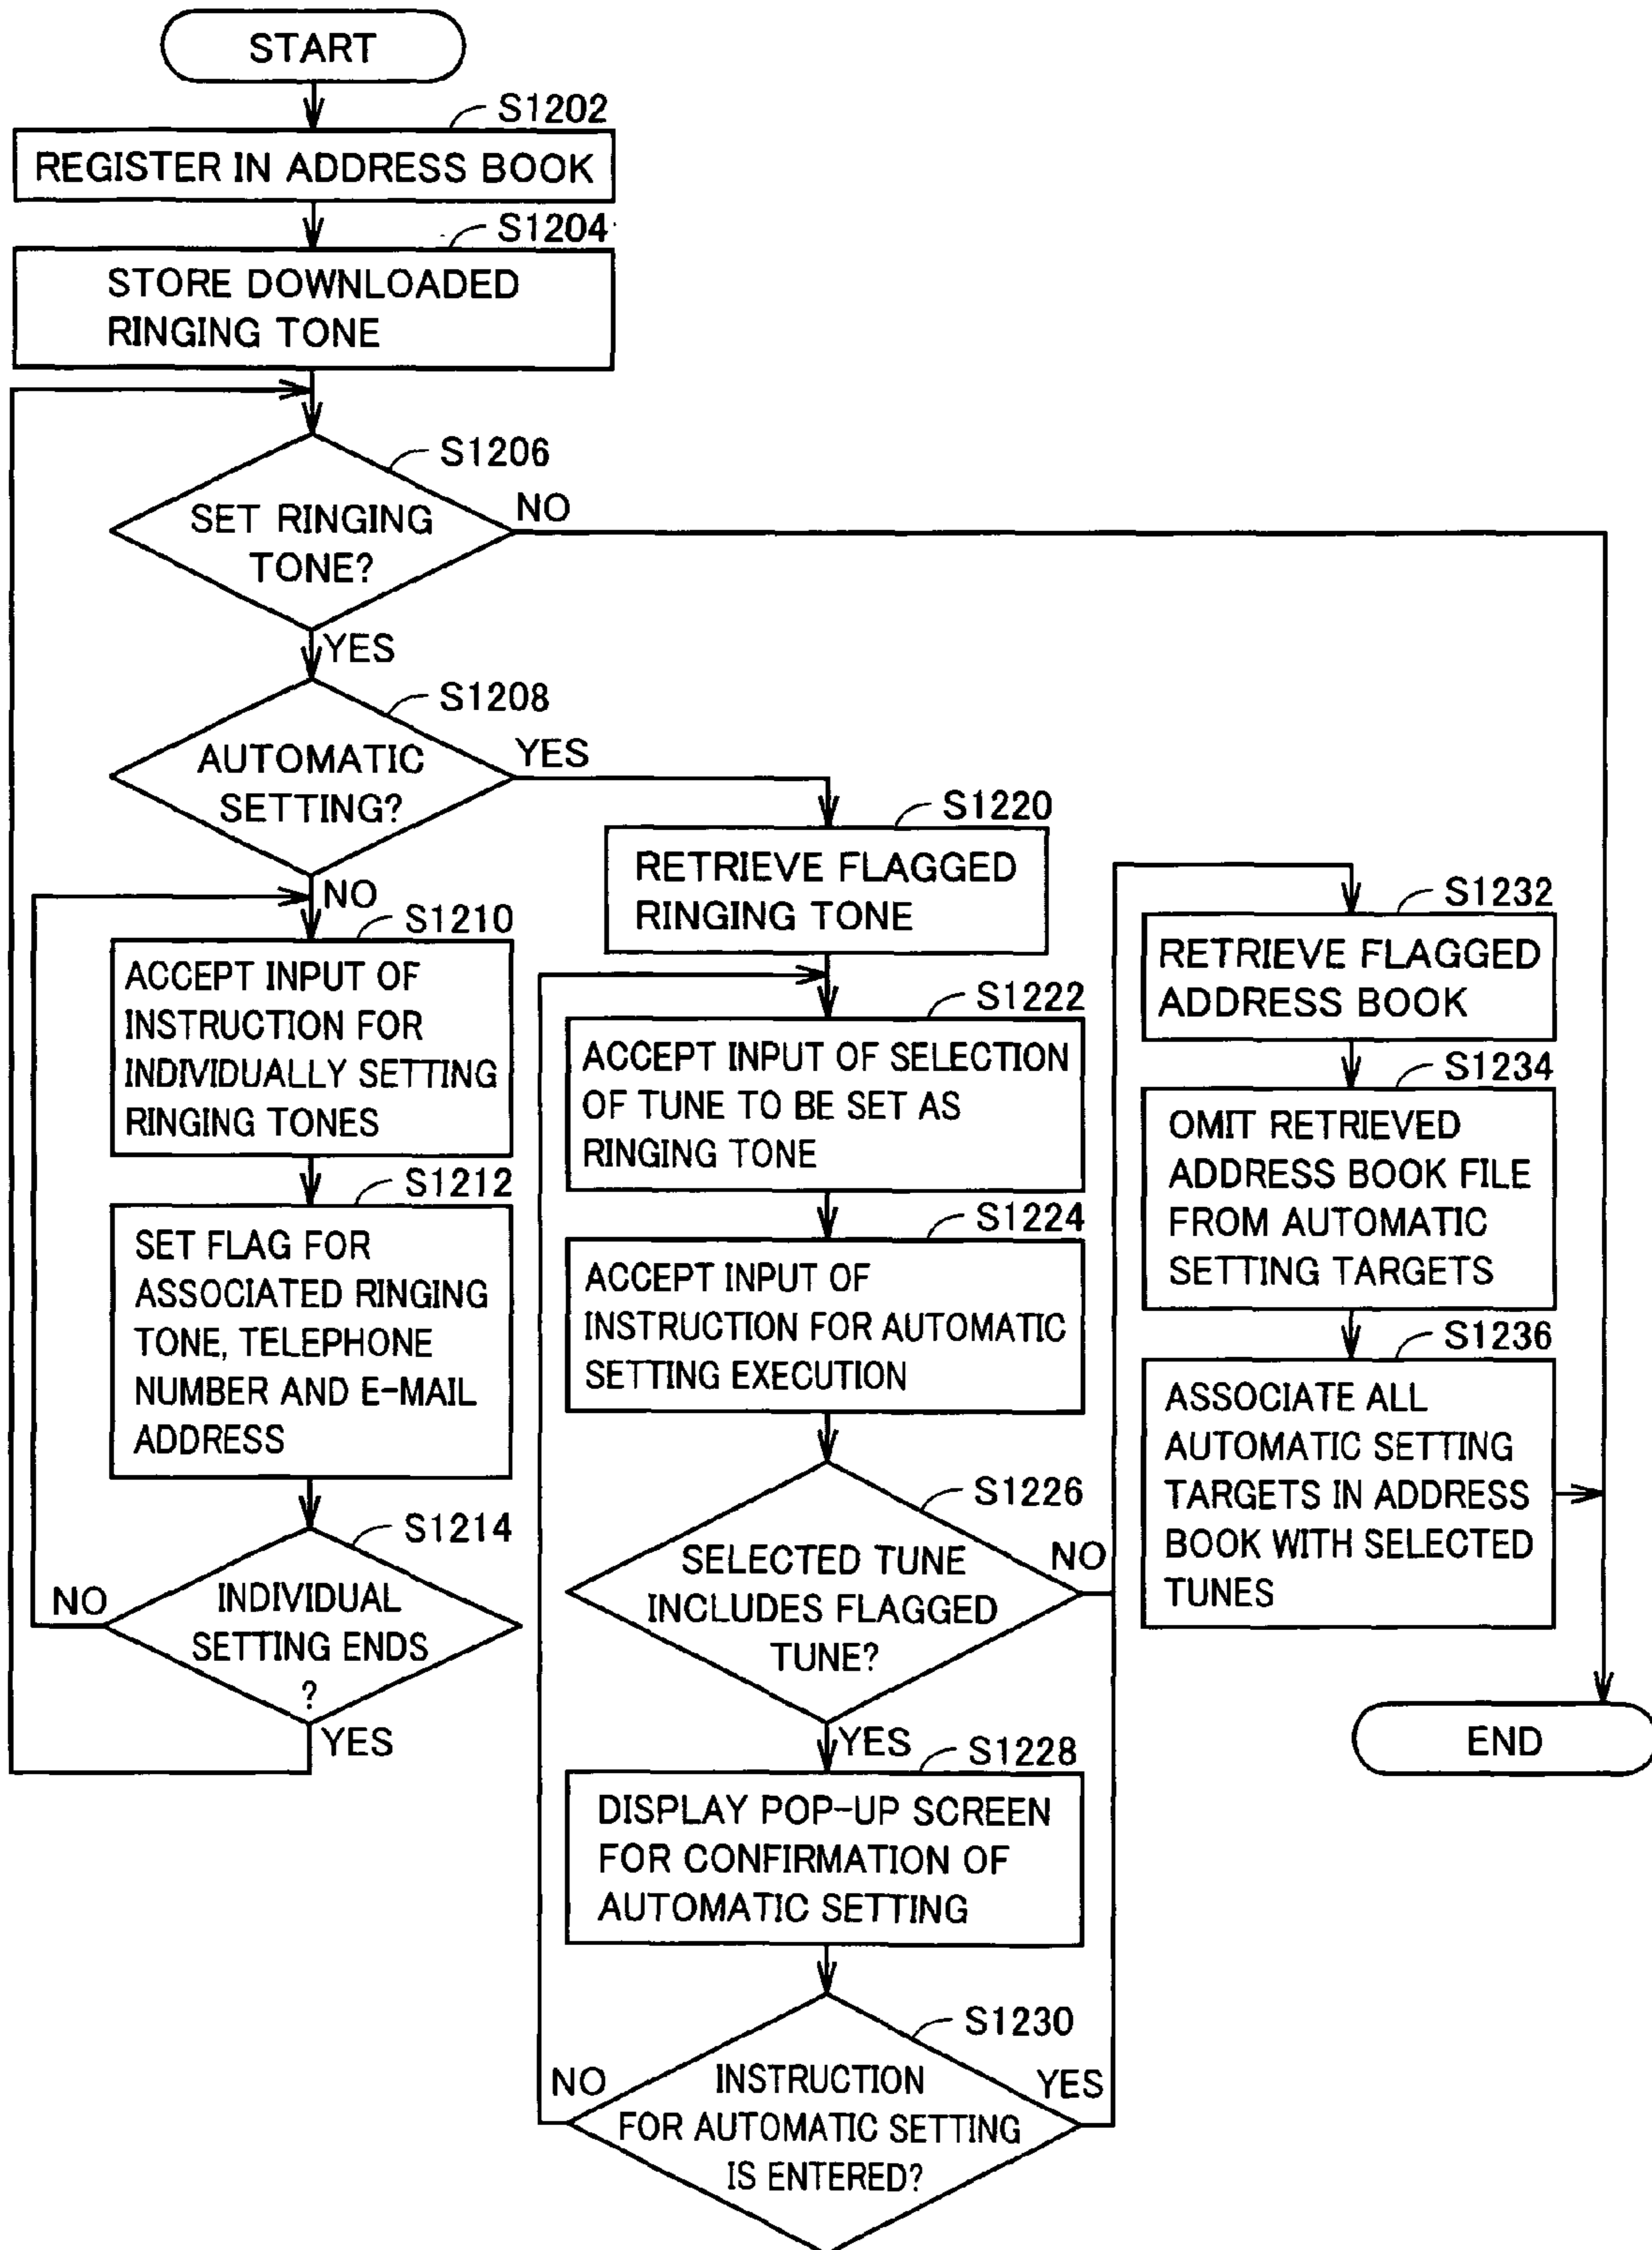 START
S1202
REGISTER IN ADDRESS BOOK
S1204
STORE DOWNLOADED
RINGING TONE
S1206
SET RINGING
TONE?
NO
YES
S1208
AUTOMATIC
SETTING?
YES
NO
S1210
ACCEPT INPUT OF
INSTRUCTION FOR
INDIVIDUALLY SETTING
RINGING TONES
S1212
SET FLAG FOR
ASSOCIATED RINGING
TONE, TELEPHONE
NUMBER AND E-MAIL
ADDRESS
S1214
INDIVIDUAL
SETTING ENDS
?
NO
YES
S1220
RETRIEVE FLAGGED
RINGING TONE
S1222
ACCEPT INPUT OF SELECTION
OF TUNE TO BE SET AS
RINGING TONE
S1224
ACCEPT INPUT OF
INSTRUCTION FOR AUTOMATIC
SETTING EXECUTION
S1226
SELECTED TUNE
INCLUDES FLAGGED
TUNE?
NO
YES
S1228
DISPLAY POP-UP SCREEN
FOR CONFIRMATION OF
AUTOMATIC SETTING
S1230
INSTRUCTION
FOR AUTOMATIC SETTING
IS ENTERED?
NO
YES
S1232
RETRIEVE FLAGGED
ADDRESS BOOK
S1234
OMIT RETRIEVED
ADDRESS BOOK FILE
FROM AUTOMATIC
SETTING TARGETS
S1236
ASSOCIATE ALL
AUTOMATIC SETTING
TARGETS IN ADDRESS
BOOK WITH SELECTED
TUNES
END